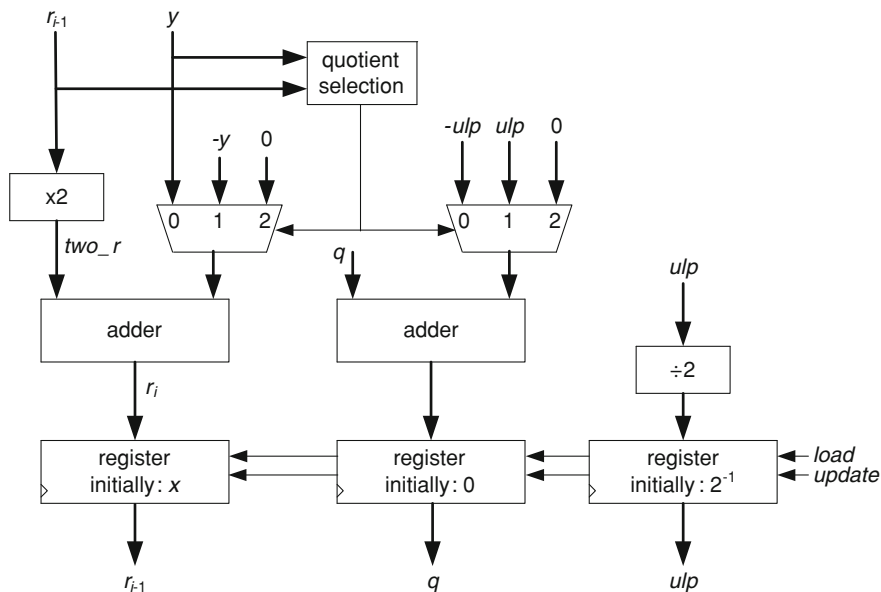 r_{i-1}
y
quotient
selection
-y 0
-ulp ulp 0
x2
0 1 2
0 1 2
two_r
q
ulp
adder
adder
÷2
r_i
register
initially: x
register
initially: 0
register
initially: 2^{-1}
load
update
r_{i-1}
q
ulp